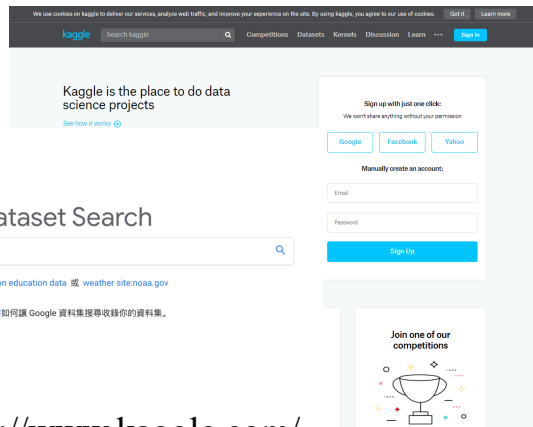 We use cookies on kaggle to deliver our services, analyze web traffic, and improve your experience on the site. By using kaggle, you agree to our use of cookies. Got it Learn more
kaggle Search kaggle Competitions Datasets Kernels Discussion Learn ••• Sign In
Kaggle is the place to do data
science projects
See how it works
Sign up with just one click:
We won't share anything without your permission
Google Facebook Yahoo
Manually create an account:
Email
Password
Sign Up
ataset Search
on education data 或 weather site:noaa.gov
如何讓 Google 資料集搜尋收錄你的資料集。
Join one of our
competitions
://www.kaggle.com/